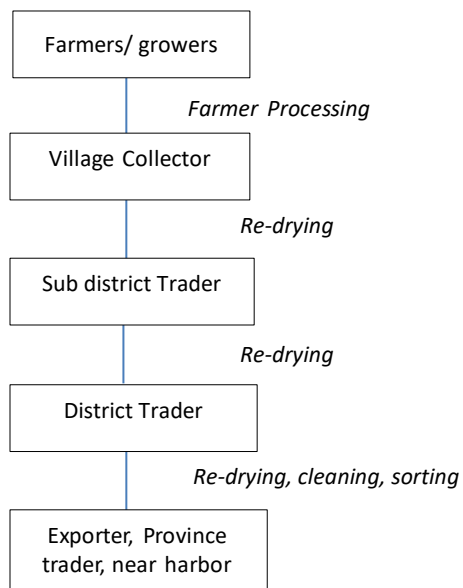 Farmers/ growers
Farmer Processing
Village Collector
Re-drying
Sub district Trader
Re-drying
District Trader
Re-drying, cleaning, sorting
Exporter, Province
trader, near harbor